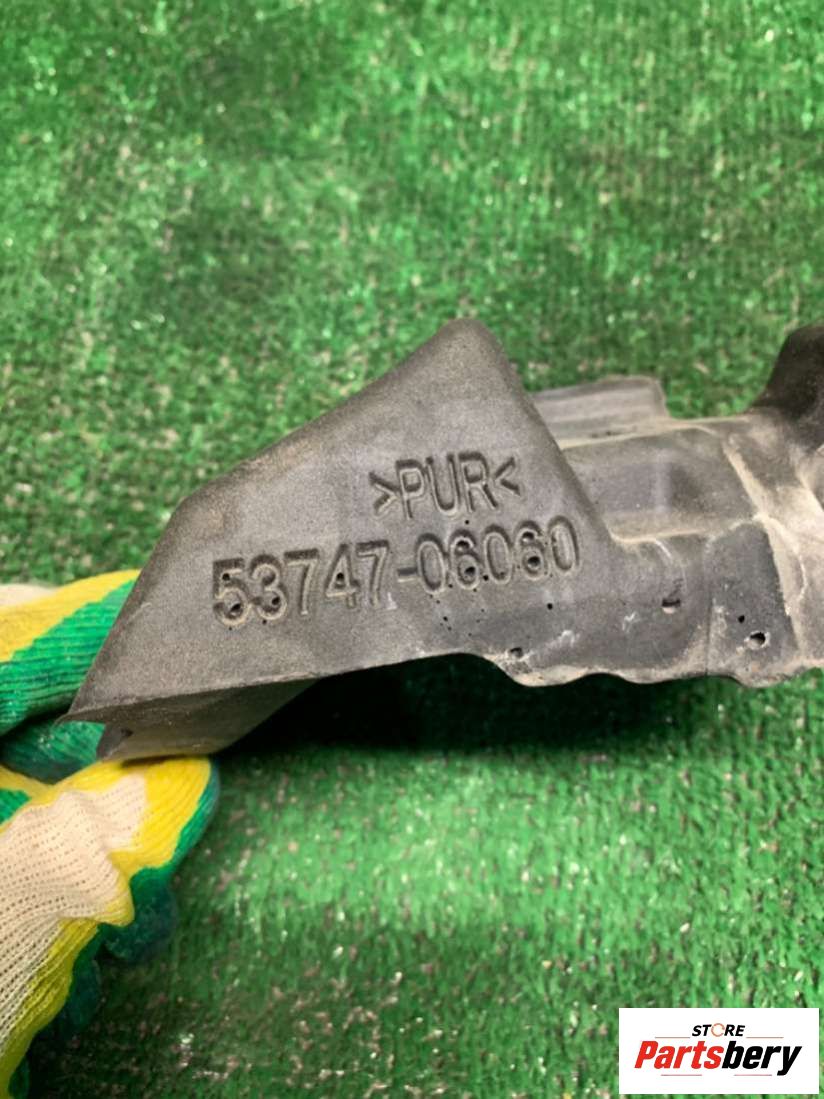 >PUR<
53747-06060
STORE
Partsbery